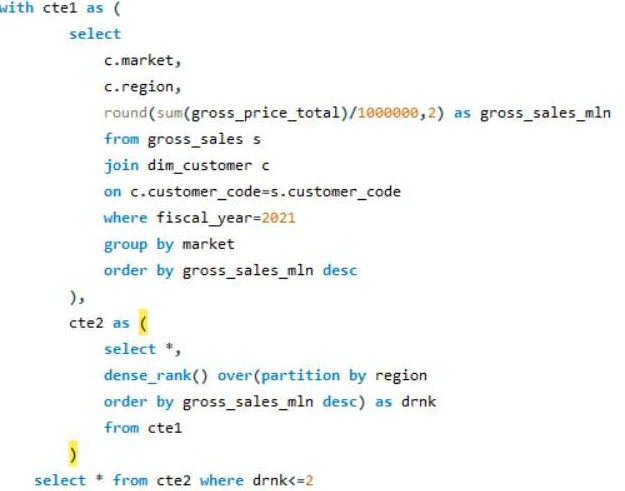 with cte1 as (
select
c.market,
c.region,
round(sum(gross_price_total)/1000000,2) as gross_sales_mln
from gross_sales s
join dim_customer c
on c.customer_code=s.customer_code
where fiscal_year=2021
group by market
order by gross_sales_mln desc
),
cte2 as (
select *,
dense_rank() over(partition by region
order by gross_sales_mln desc) as drnk
from cte1
)
select * from cte2 where drnk<=2